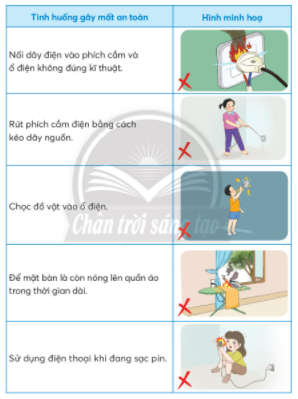 Tình huống gây mất an toàn
Hình minh hoạ
Nối dây điện vào phích cắm và
ổ điện không đúng kĩ thuật.
Rút phích cắm điện bằng cách
kéo dây nguồn.
Chọc đồ vật vào ổ điện.
Để mặt bàn là còn nóng lên quần áo
trong thời gian dài.
Sử dụng điện thoại khi đang sạc pin.
Chân trời sáng tạo